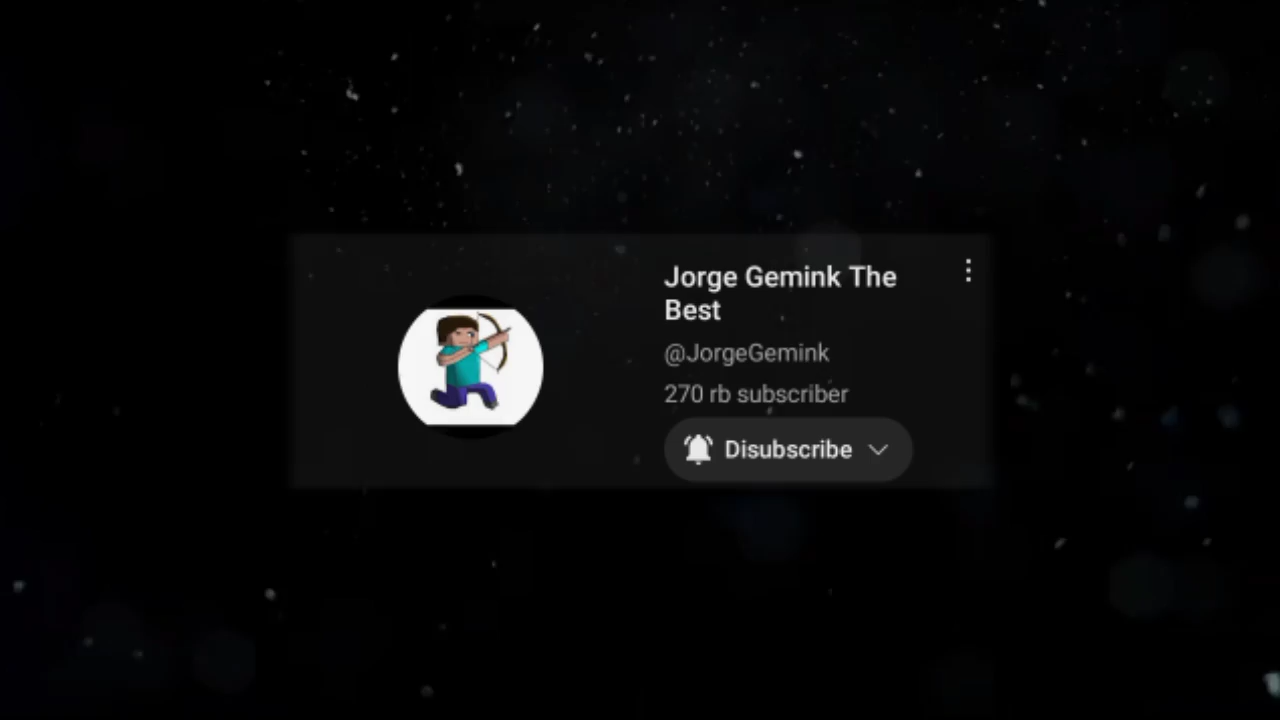 Jorge Gemink The
Best
@JorgeGemink
270 rb subscriber
Disubscribe